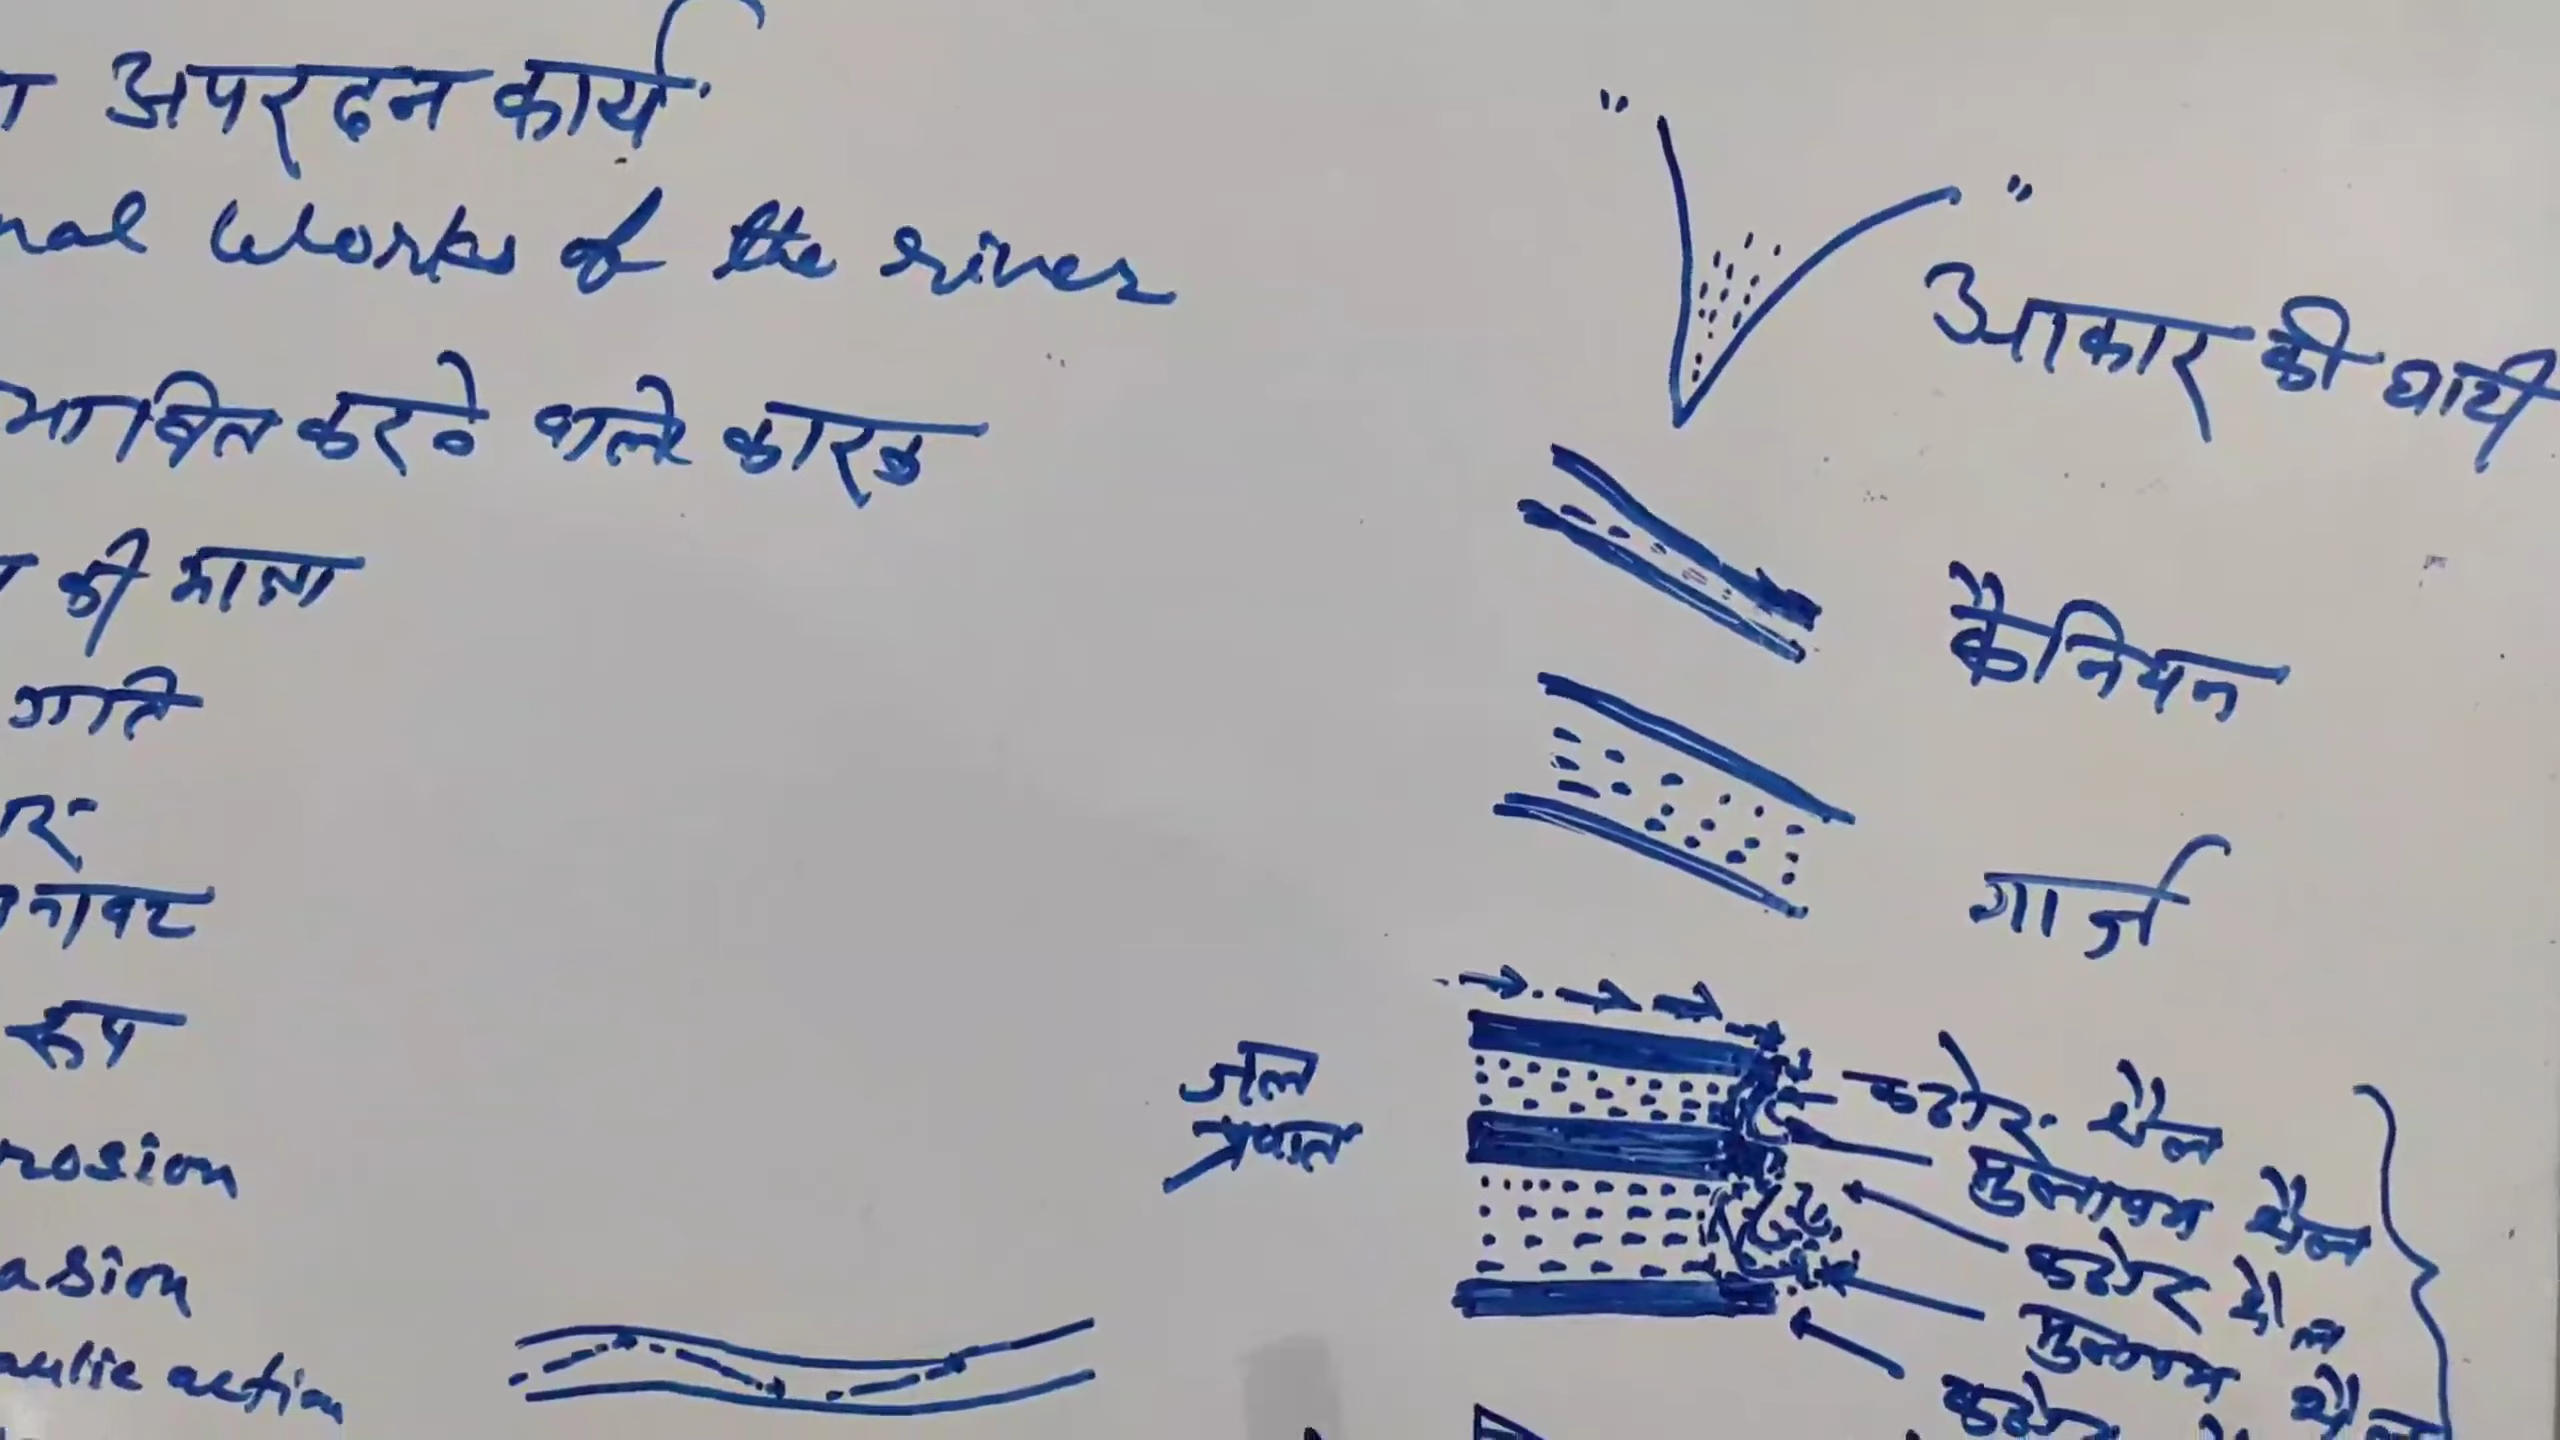 अपरदन कार्य
nal Works of the river
भावित करने वाले कारक
की मात्रा
गति
नावट
रूप
rosion
asion
aulic action
" V " आकार की घाटी
कैनियन
गार्ज
जल
प्रपात
कठोर शैल
मुलायम शैल
कठोर शैल
मुलायम शैल
कठोर